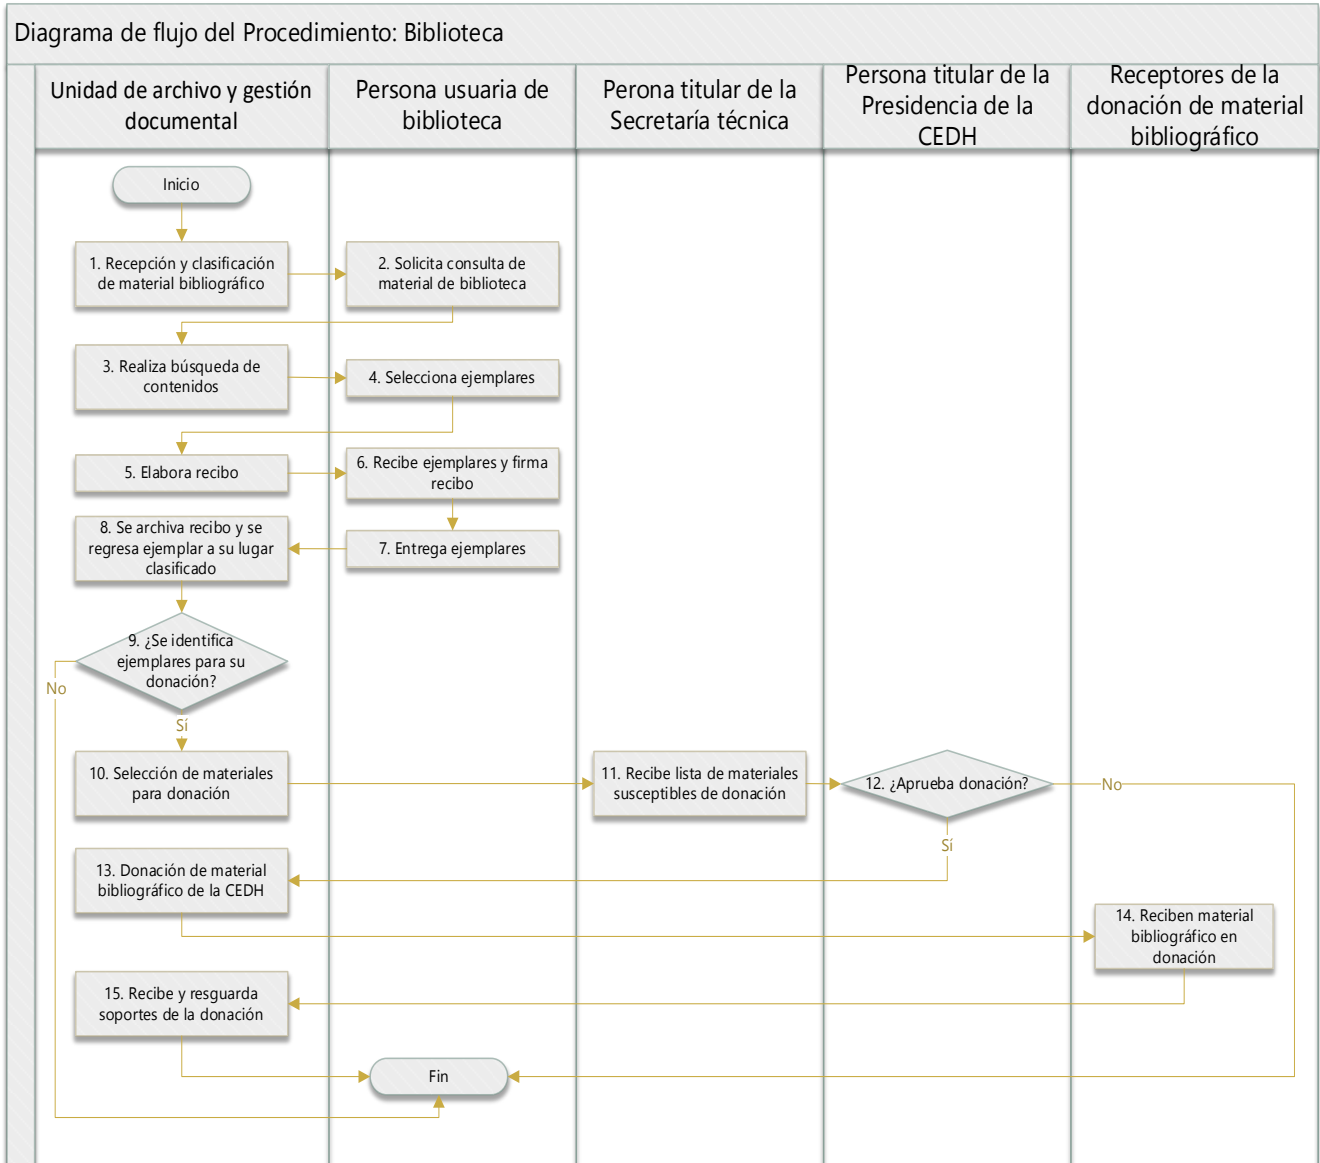 Diagrama de flujo del Procedimiento: Biblioteca
Unidad de archivo y gestión
documental
Persona usuaria de
biblioteca
Perona titular de la
Secretaría técnica
Persona titular de la
Presidencia de la
CEDH
Receptores de la
donación de material
bibliográfico
Inicio
1. Recepción y clasificación
de material bibliográfico
2. Solicita consulta de
material de biblioteca
3. Realiza búsqueda de
contenidos
4. Selecciona ejemplares
5. Elabora recibo
6. Recibe ejemplares y firma
recibo
7. Entrega ejemplares
8. Se archiva recibo y se
regresa ejemplar a su lugar
clasificado
9. ¿Se identifica
ejemplares para su
donación?
No
Sí
10. Selección de materiales
para donación
11. Recibe lista de materiales
susceptibles de donación
12. ¿Aprueba donación?
No
Sí
13. Donación de material
bibliográfico de la CEDH
14. Reciben material
bibliográfico en
donación
15. Recibe y resguarda
soportes de la donación
Fin